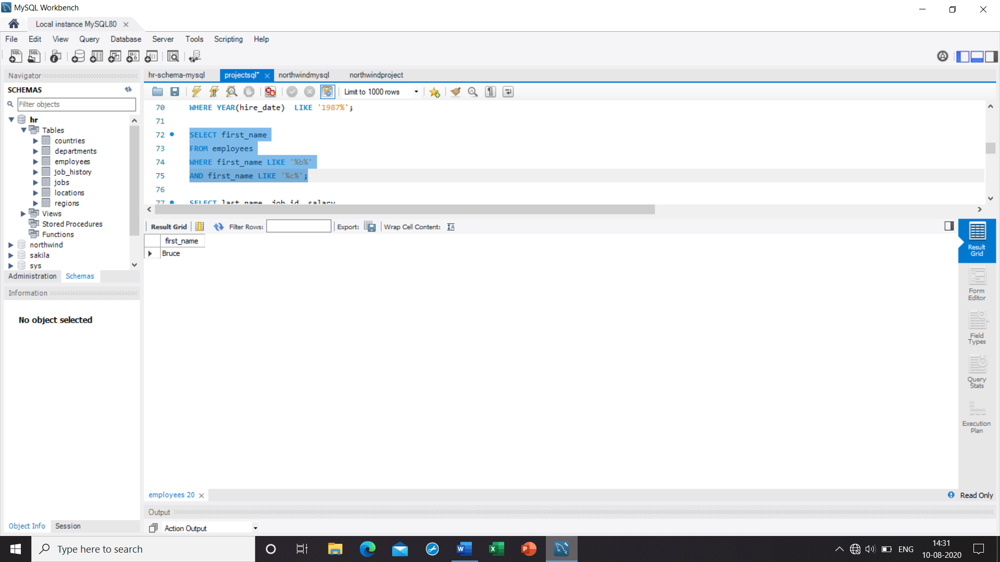 MySQL Workbench
Local instance MySQL80
File Edit View Query Database Server Tools Scripting Help
Navigator
SCHEMAS
Filter objects
hr
Tables
countries
departments
employees
job_history
jobs
locations
regions
Views
Stored Procedures
Functions
northwind
sakila
sys
Administration Schemas
Information
No object selected
Object Info Session
hr-schema-mysql projectsql* northwindmysql northwindproject
Limit to 1000 rows
70 WHERE YEAR(hire_date) LIKE '1987%';
71
72 SELECT first_name
73 FROM employees
74 WHERE first_name LIKE '%b%'
75 AND first_name LIKE '%c%';
76
77 SELECT last_name, job_id, salary
Result Grid Filter Rows: Export: Wrap Cell Content:
first_name
Bruce
Result
Grid
Form
Editor
Field
Types
Query
Stats
Execution
Plan
employees 20
Read Only
Output
Action Output
Type here to search
ENG
14:31
10-08-2020